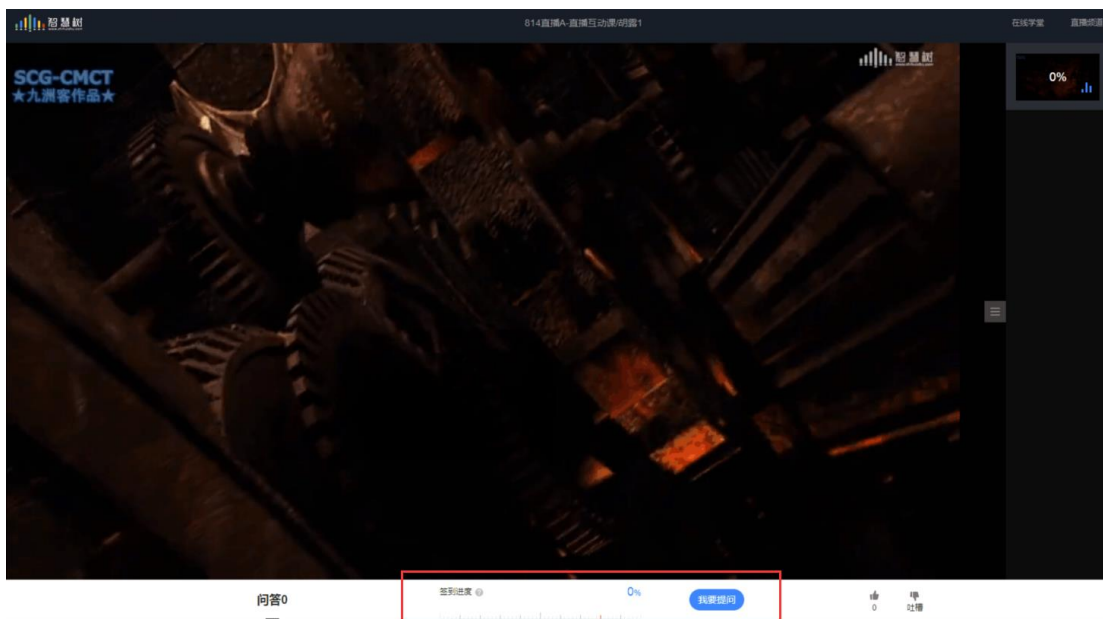 智慧树
814直播A-直播互动课/胡露1
在线学堂
直播频道
SCG-CMCT
★九洲客作品★
智慧树
0%
问答0
签到进度
0%
我要提问
0
吐槽